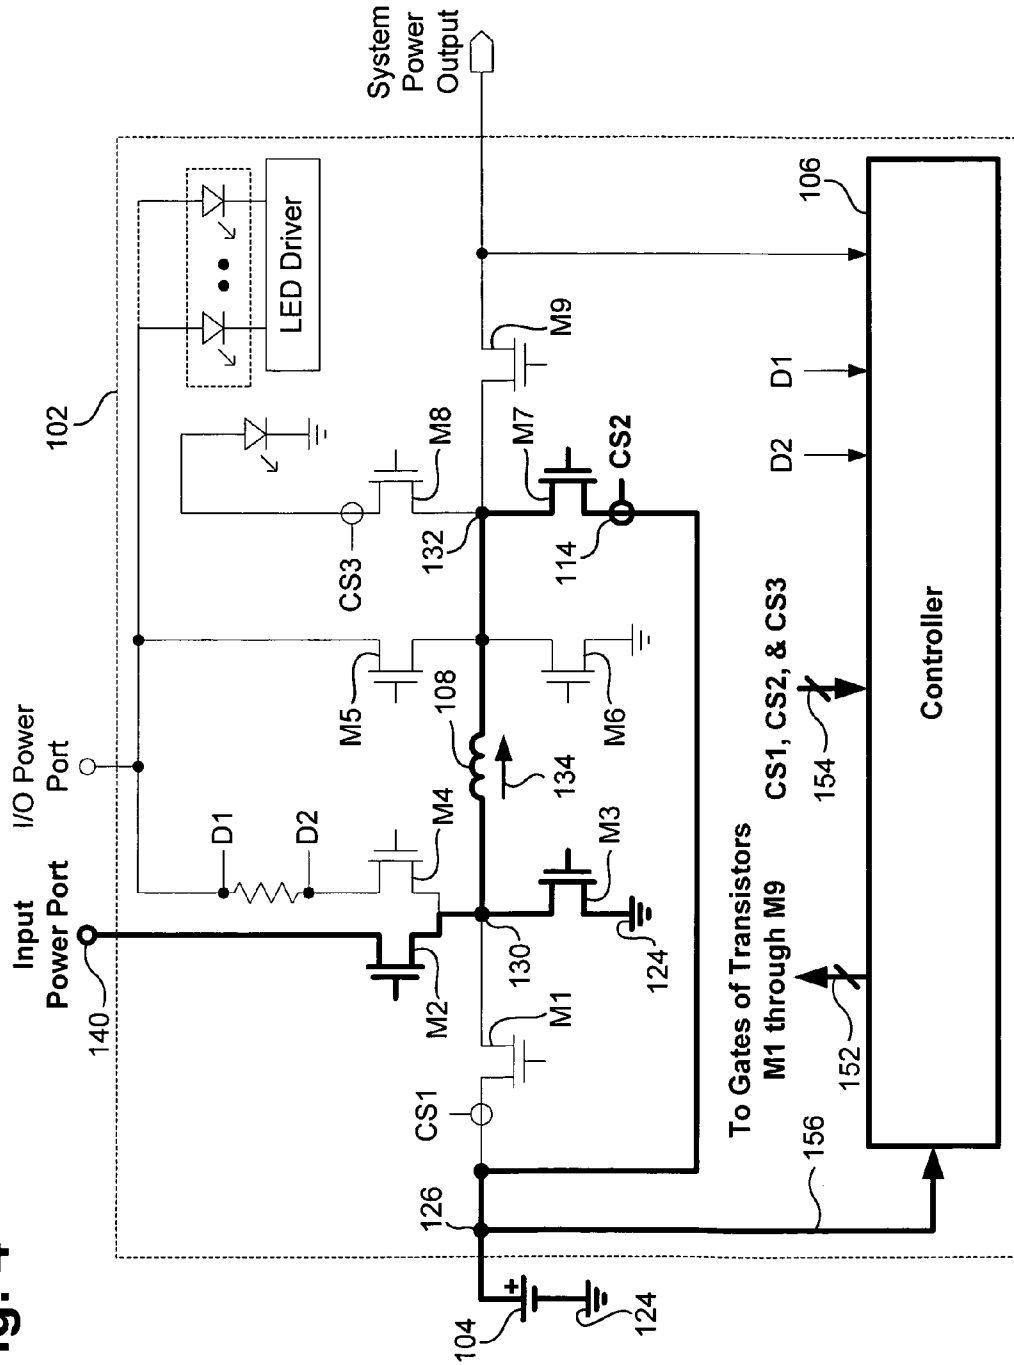 System
Power
Output
102
106
LED Driver
M9
M8
M7
CS2
CS3
132
114
D1
D2
I/O Power
Port
M5
108
M6
134
CS1, CS2, & CS3
154
Controller
D1
D2
M4
M3
Input
Power Port
140
M2
130
124
M1
CS1
To Gates of Transistors
M1 through M9
152
156
126
104
+
124